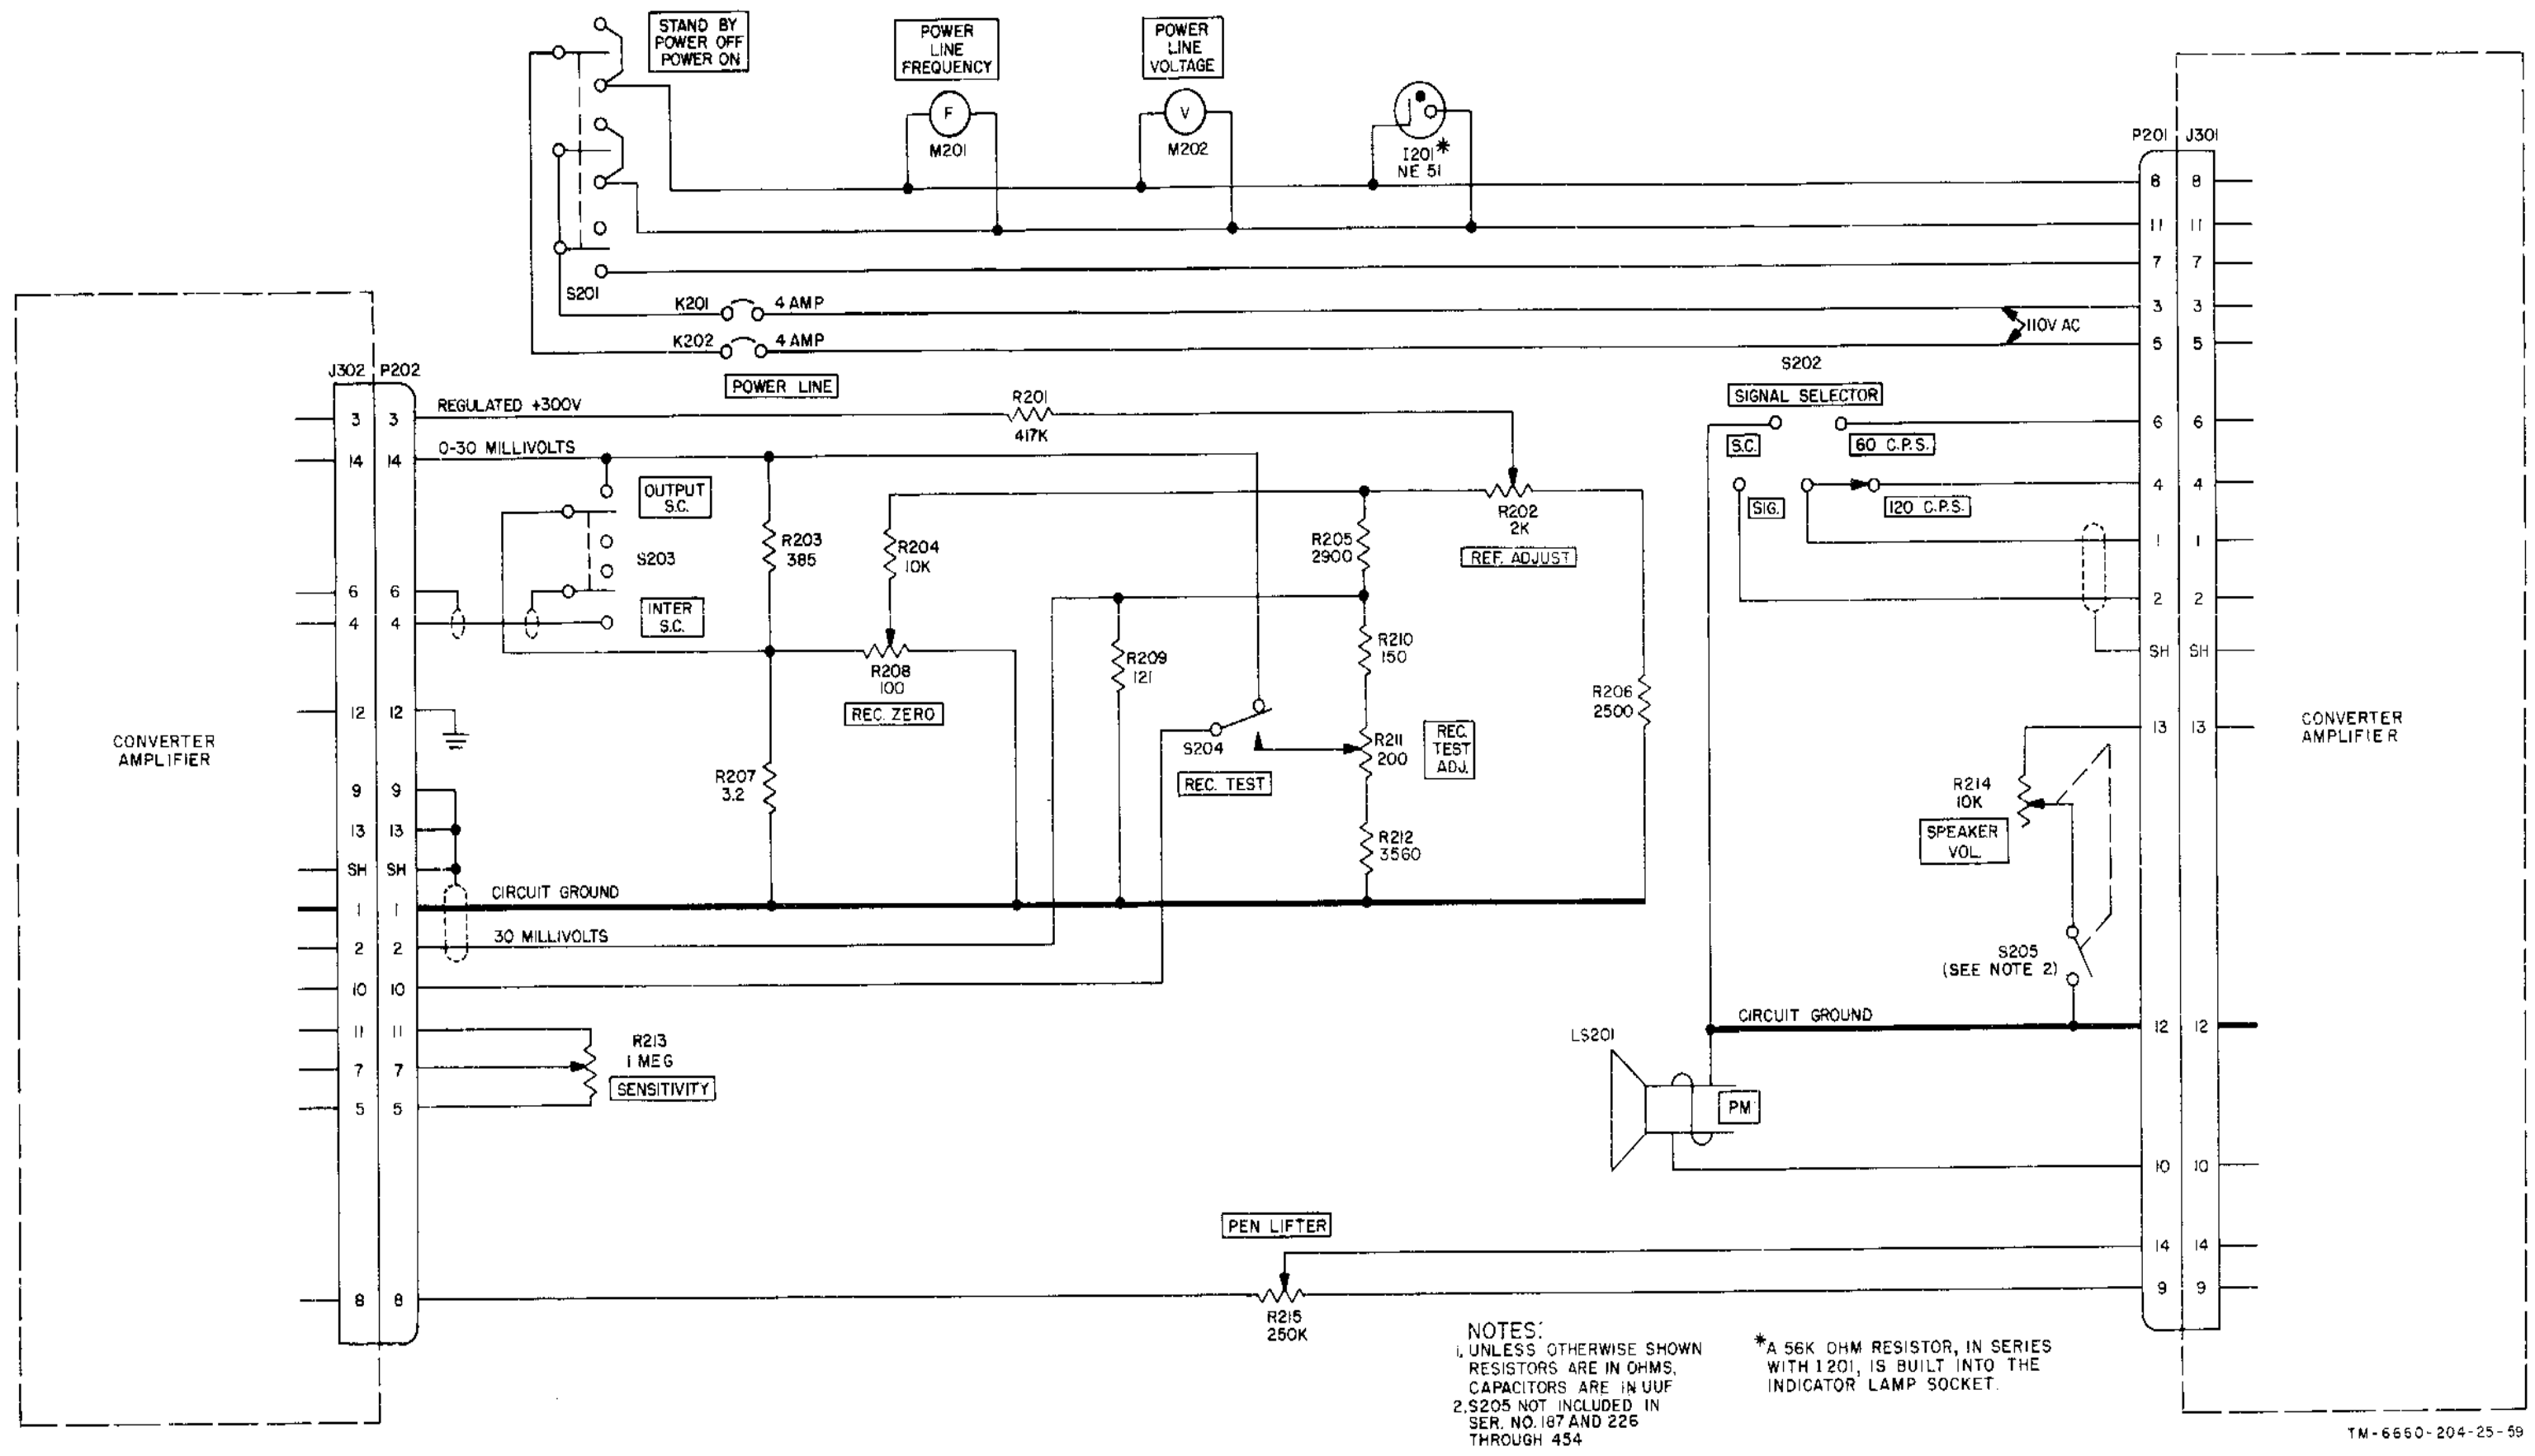 STAND BY
POWER OFF
POWER ON
POWER
LINE
FREQUENCY
F
M201
POWER
LINE
VOLTAGE
V
M202
I201*
NE 51
P201 J301
8 8
11 11
7 7
3 3
5 5
6 6
4 4
1 1
2 2
SH SH
13 13
12 12
10 10
14 14
9 9
S201
K201 4 AMP
K202 4 AMP
POWER LINE
110V AC
S202
SIGNAL SELECTOR
S.C.
60 C.P.S.
SIG.
120 C.P.S.
J302 P202
3 3
14 14
6 6
4 4
12 12
9 9
13 13
SH SH
1 1
2 2
10 10
11 11
7 7
5 5
8 8
CONVERTER
AMPLIFIER
REGULATED +300V
0-30 MILLIVOLTS
R201
417K
OUTPUT
S.C.
S203
INTER
S.C.
R203
385
R204
10K
R208
100
REC. ZERO
R207
3.2
R205
2900
R202
2K
REF. ADJUST
R209
121
R210
150
R211
200
REC.
TEST
ADJ.
S204
REC. TEST
R212
3560
R206
2500
CIRCUIT GROUND
30 MILLIVOLTS
R213
1 MEG
SENSITIVITY
CONVERTER
AMPLIFIER
R214
10K
SPEAKER
VOL.
S205
(SEE NOTE 2)
CIRCUIT GROUND
LS201
PM
PEN LIFTER
R215
250K
NOTES:
1. UNLESS OTHERWISE SHOWN
RESISTORS ARE IN OHMS,
CAPACITORS ARE IN UUF
2. S205 NOT INCLUDED IN
SER. NO. 187 AND 226
THROUGH 454
*A 56K OHM RESISTOR, IN SERIES
WITH I201, IS BUILT INTO THE
INDICATOR LAMP SOCKET.
TM-6660-204-25-59